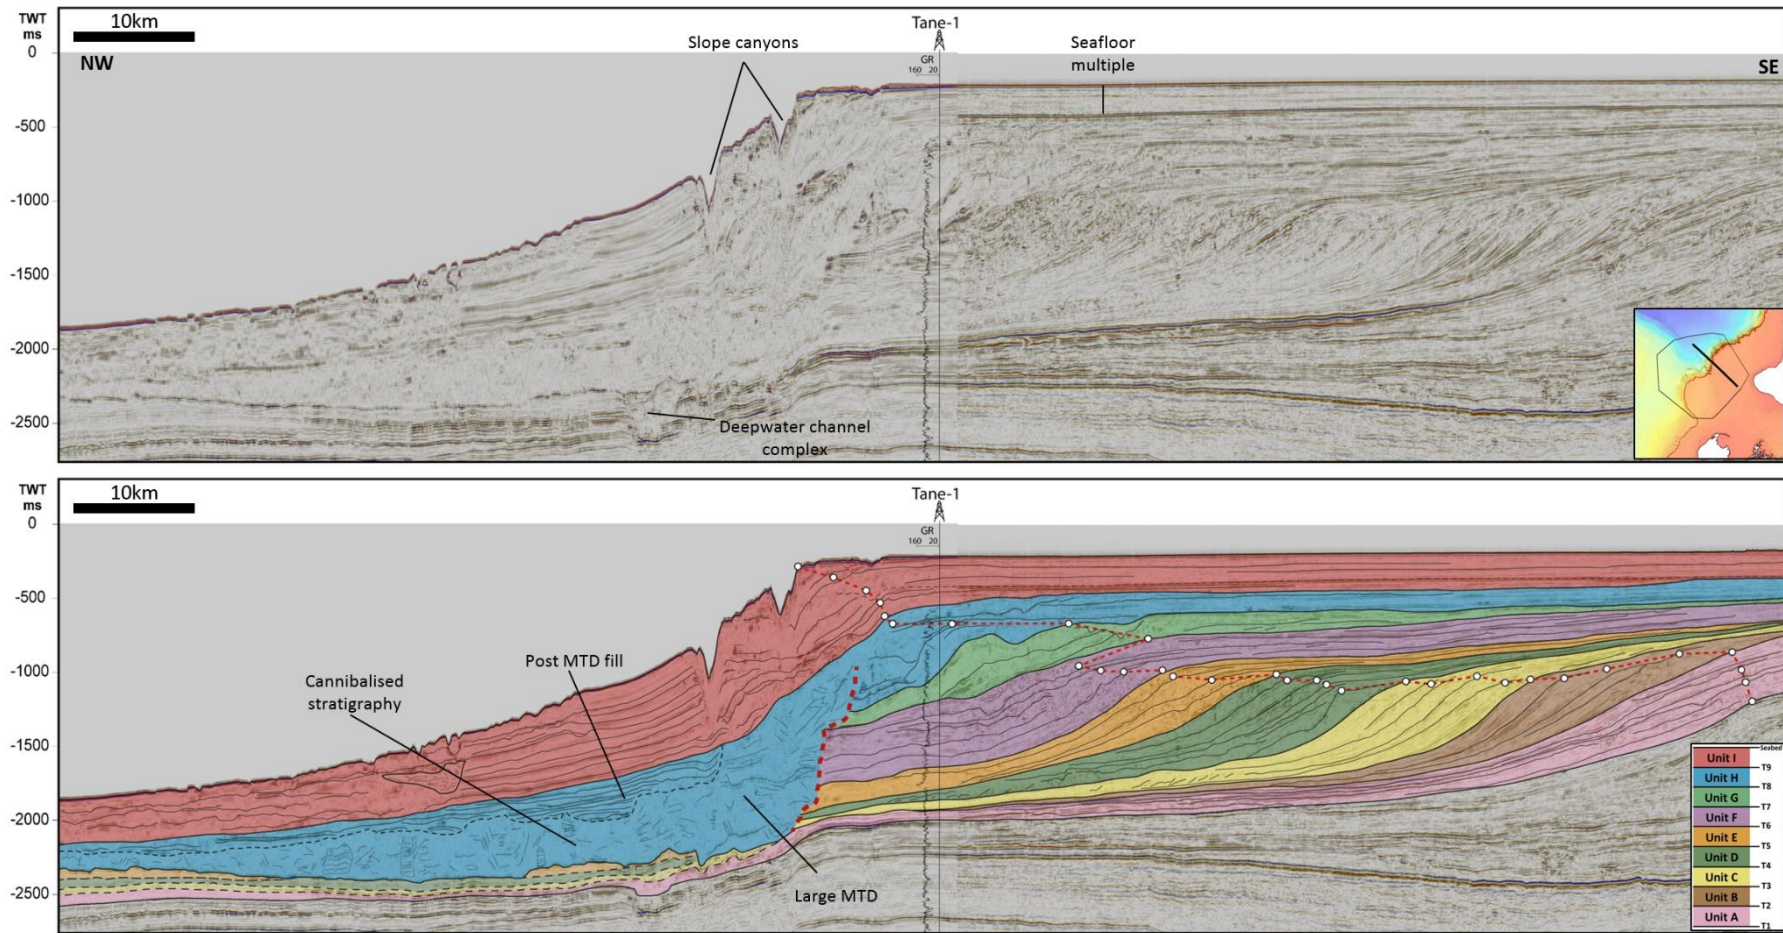 TWT
ms
10km
Tane-1
Slope canyons
Seafloor
multiple
GR
160 20
NW
SE
0
-500
-1000
-1500
-2000
-2500
Deepwater channel
complex
TWT
ms
10km
Tane-1
GR
160 20
0
-500
-1000
-1500
-2000
-2500
Post MTD fill
Cannibalised
stratigraphy
Large MTD
Seabed
Unit I
T9
Unit H
T8
Unit G
T7
Unit F
T6
Unit E
T5
Unit D
T4
Unit C
T3
Unit B
T2
Unit A
T1